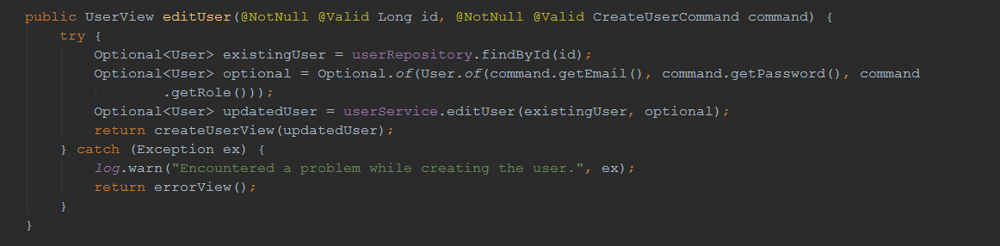 public UserView editUser(@NotNull @Valid Long id, @NotNull @Valid CreateUserCommand command) {
    try {
        Optional<User> existingUser = userRepository.findById(id);
        Optional<User> optional = Optional.of(User.of(command.getEmail(), command.getPassword(), command
                .getRole()));
        Optional<User> updatedUser = userService.editUser(existingUser, optional);
        return createUserView(updatedUser);
    } catch (Exception ex) {
        log.warn("Encountered a problem while creating the user.", ex);
        return errorView();
    }
}